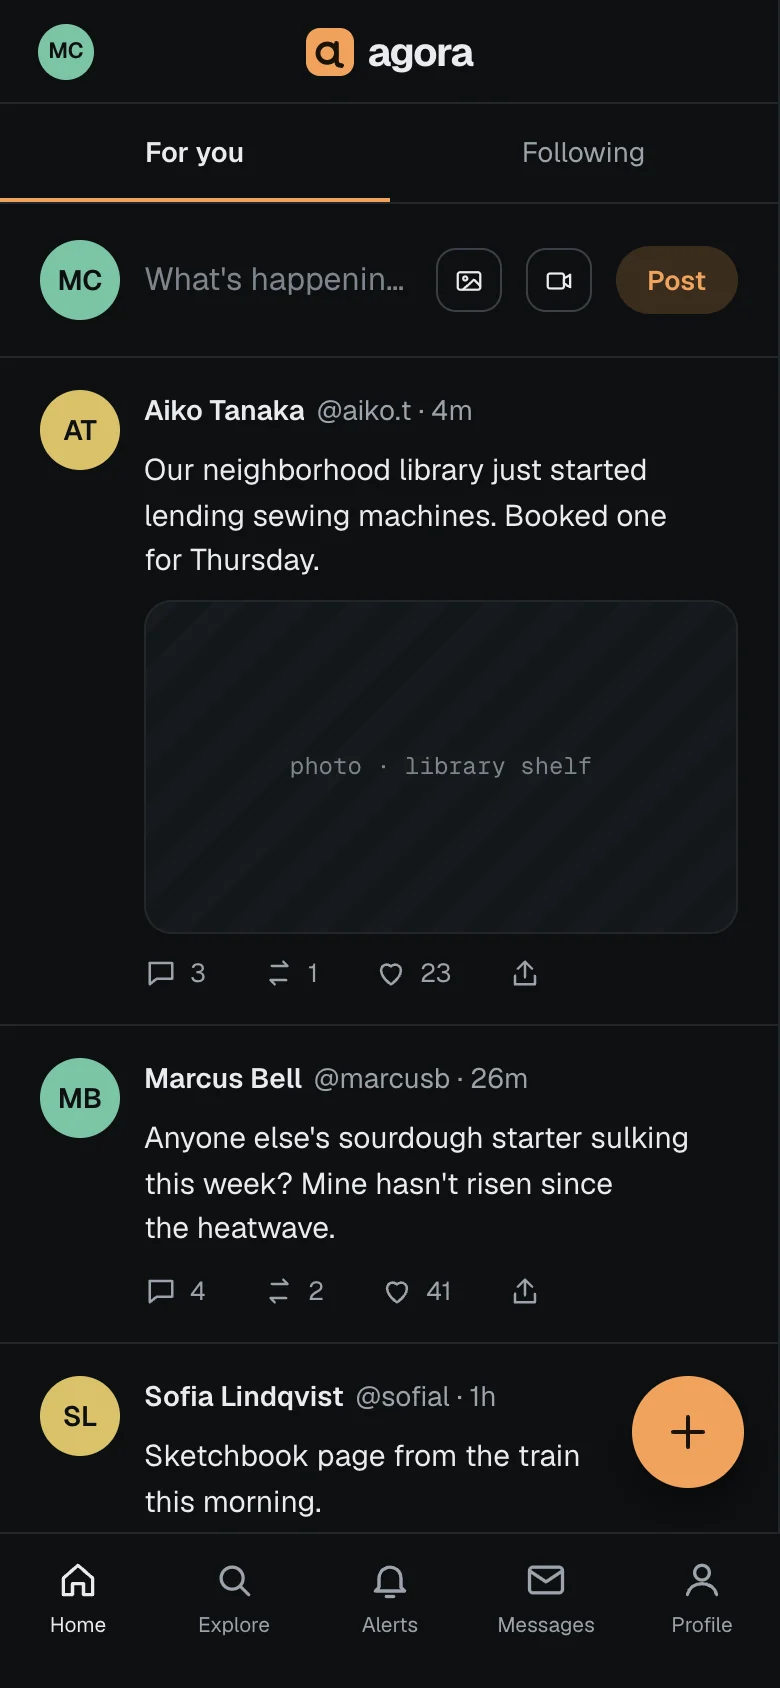 MC
a agora
For you Following
MC What's happenin... Post
AT Aiko Tanaka @aiko.t · 4m
Our neighborhood library just started
lending sewing machines. Booked one
for Thursday.
photo · library shelf
3 1 23
MB Marcus Bell @marcusb · 26m
Anyone else's sourdough starter sulking
this week? Mine hasn't risen since
the heatwave.
4 2 41
SL Sofia Lindqvist @sofial · 1h
Sketchbook page from the train
this morning.
Home Explore Alerts Messages Profile